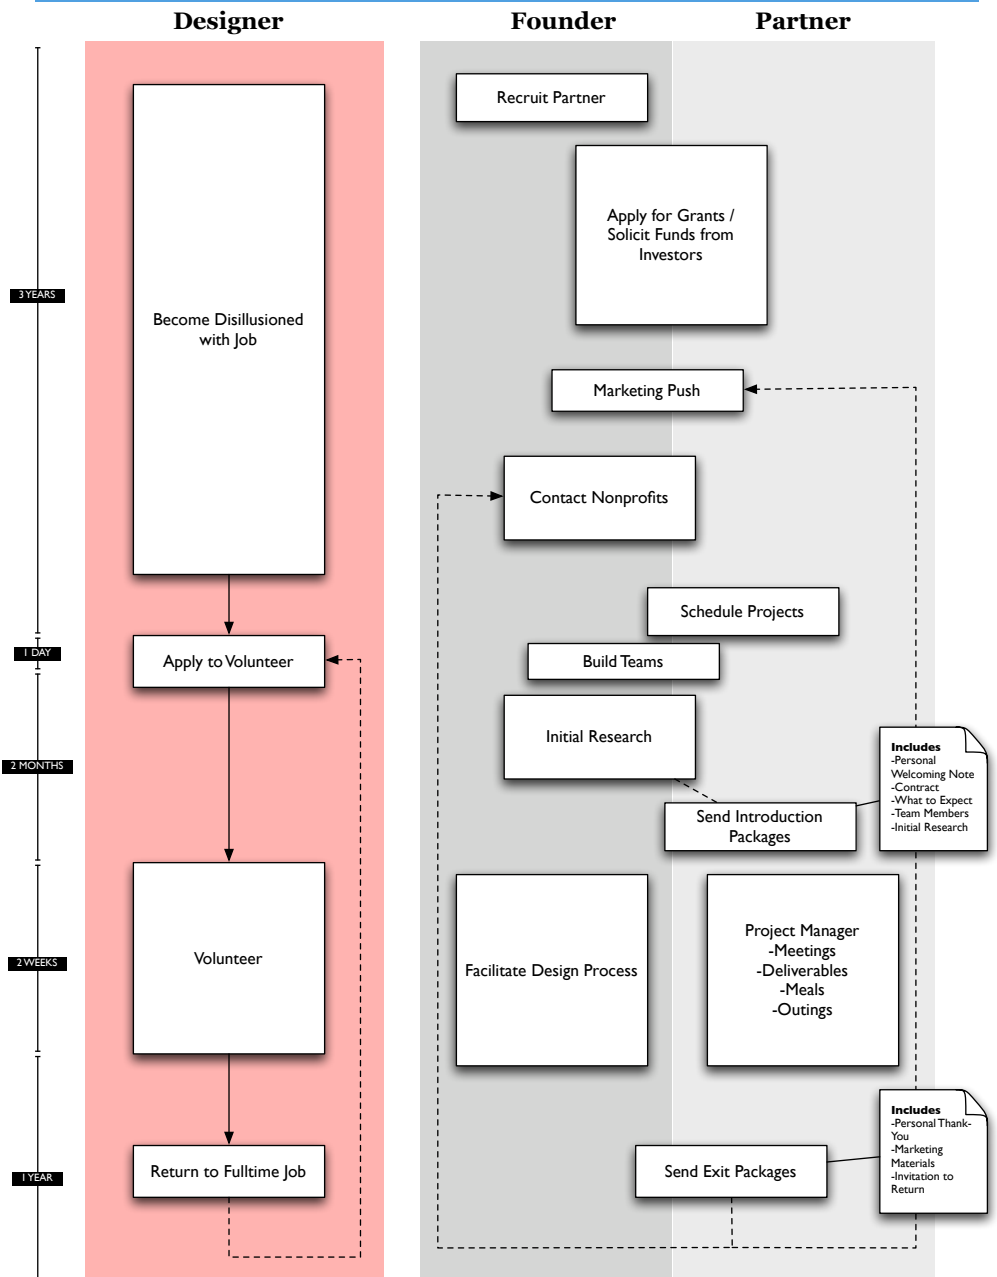 Designer
Founder
Partner
Recruit Partner
Apply for Grants /
Solicit Funds from
Investors
3 YEARS
Become Disillusioned
with Job
Marketing Push
Contact Nonprofits
Schedule Projects
1 DAY
Apply to Volunteer
Build Teams
Initial Research
2 MONTHS
Includes
-Personal
Welcoming Note
-Contract
-What to Expect
-Team Members
-Initial Research
Send Introduction
Packages
2 WEEKS
Volunteer
Facilitate Design Process
Project Manager
-Meetings
-Deliverables
-Meals
-Outings
1 YEAR
Return to Fulltime Job
Send Exit Packages
Includes
-Personal Thank-
You
-Marketing
Materials
-Invitation to
Return